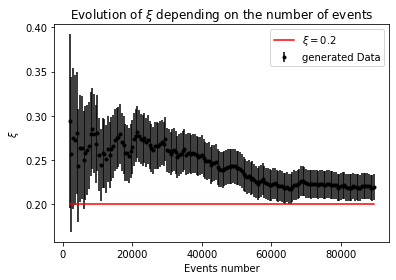 Evolution of ξ depending on the number of events
ξ = 0.2
generated Data
0.40
0.35
0.30
0.25
0.20
ξ
0
20000
40000
60000
80000
Events number